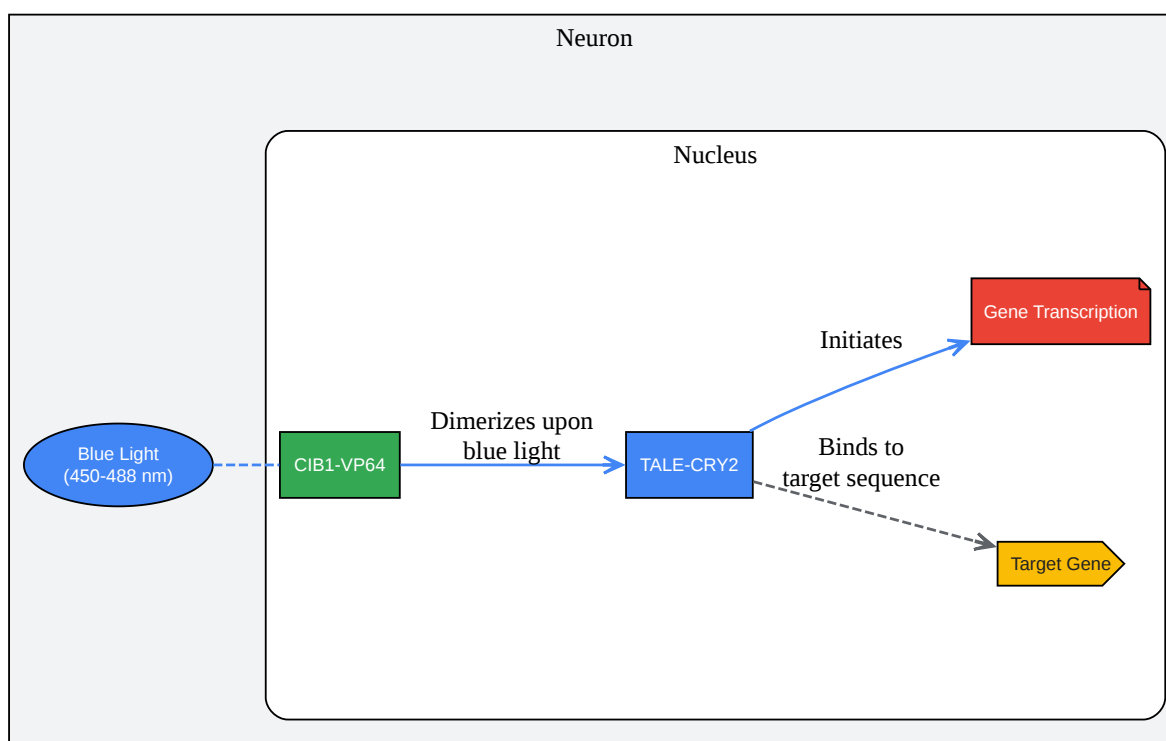 Neuron
Nucleus
Gene Transcription
Initiates
Dimerizes upon
blue light
Blue Light
(450-488 nm)
CIB1-VP64
TALE-CRY2
Binds to
target sequence
Target Gene